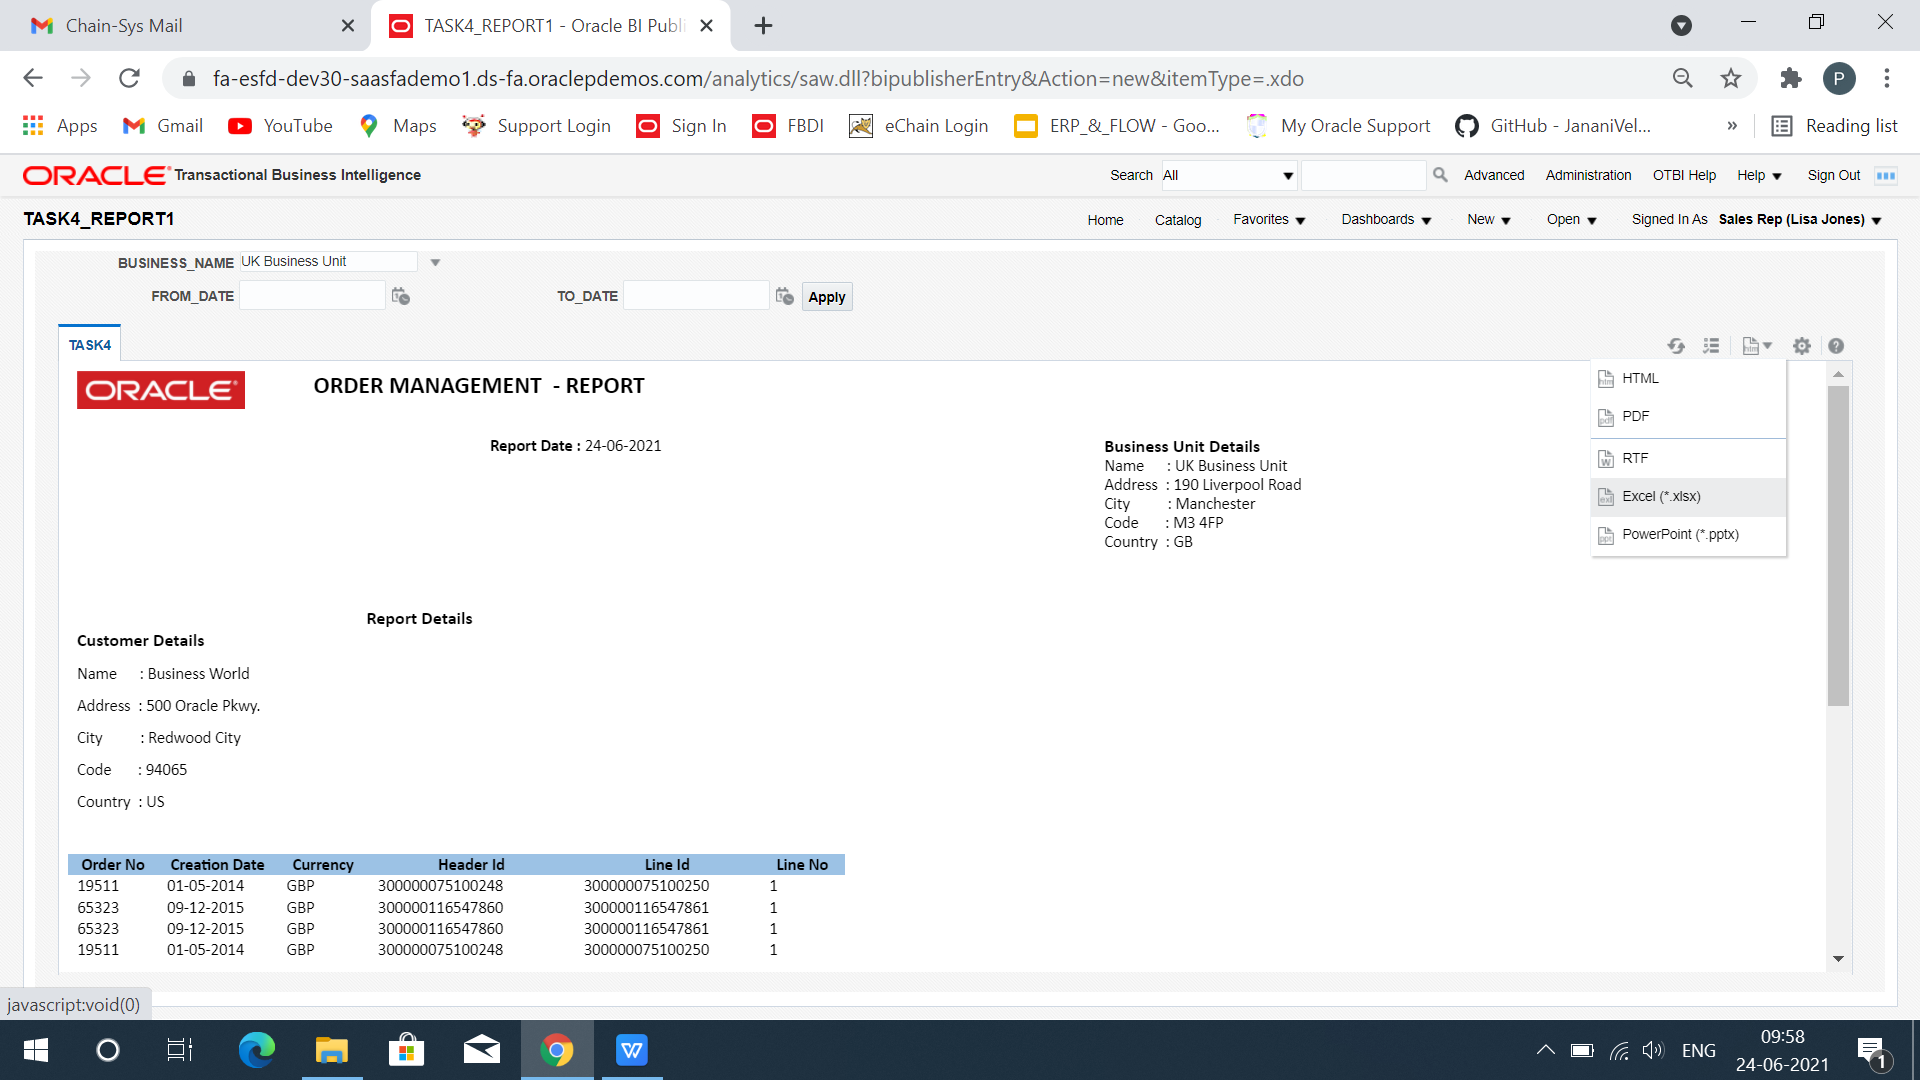 Chain-Sys Mail
TASK4_REPORT1 - Oracle BI Publi
fa-esfd-dev30-saasfademo1.ds-fa.oraclepdemos.com/analytics/saw.dll?bipublisherEntry&Action=new&itemType=.xdo
P
Apps Gmail YouTube Maps Support Login Sign In FBDI eChain Login ERP_&_FLOW - Goo... My Oracle Support GitHub - JananiVel... » Reading list
ORACLE Transactional Business Intelligence
Search All Advanced Administration OTBI Help Help Sign Out
TASK4_REPORT1
Home Catalog Favorites Dashboards New Open Signed In As Sales Rep (Lisa Jones)
BUSINESS_NAME UK Business Unit
FROM_DATE TO_DATE Apply
TASK4
ORACLE ORDER MANAGEMENT - REPORT
HTML
PDF
RTF
Excel (*.xlsx)
PowerPoint (*.pptx)
Report Date : 24-06-2021
Business Unit Details
Name : UK Business Unit
Address : 190 Liverpool Road
City : Manchester
Code : M3 4FP
Country : GB
Report Details
Customer Details
Name : Business World
Address : 500 Oracle Pkwy.
City : Redwood City
Code : 94065
Country : US
Order No Creation Date Currency Header Id Line Id Line No
19511 01-05-2014 GBP 300000075100248 300000075100250 1
65323 09-12-2015 GBP 300000116547860 300000116547861 1
65323 09-12-2015 GBP 300000116547860 300000116547861 1
19511 01-05-2014 GBP 300000075100248 300000075100250 1
javascript:void(0)
ENG
09:58
24-06-2021
1